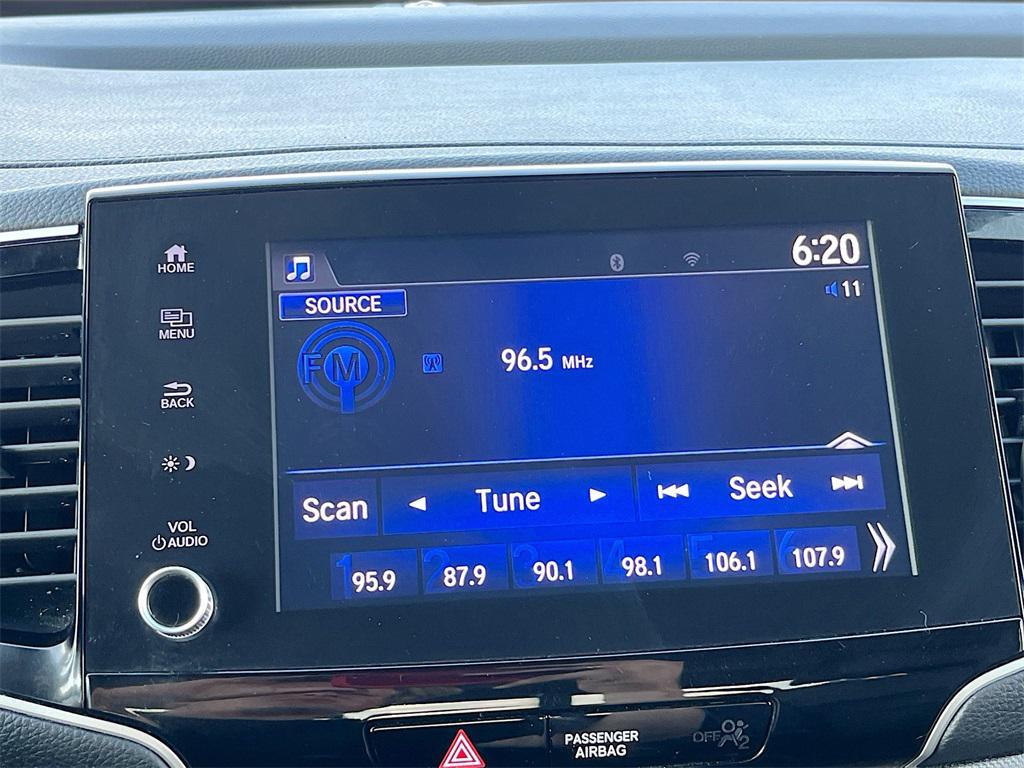 HOME
MENU
BACK
VOL
AUDIO
6:20
SOURCE
11
FM
96.5 MHz
Scan
Tune
Seek
1 95.9
2 87.9
3 90.1
4 98.1
5 106.1
6 107.9
PASSENGER
AIRBAG
OFF
2